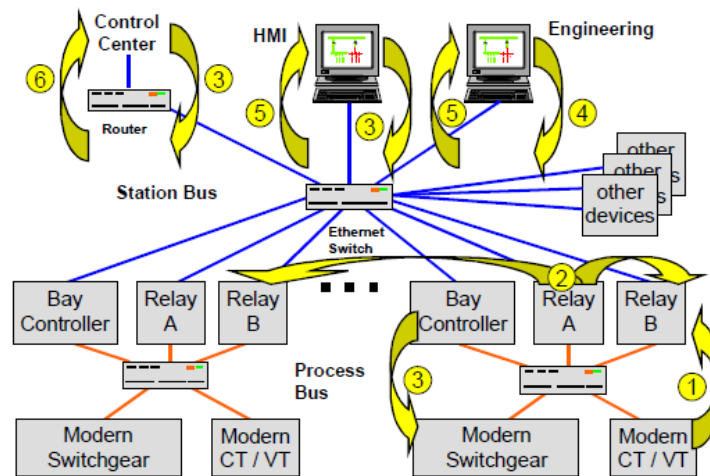 Control
Center
HMI
Engineering
6
3
5
3
5
4
Router
other
other
other
devices
Station Bus
Ethernet
Switch
2
Bay
Controller
Relay
A
Relay
B
Bay
Controller
Relay
A
Relay
B
Process
Bus
3
1
Modern
Switchgear
Modern
CT / VT
Modern
Switchgear
Modern
CT / VT